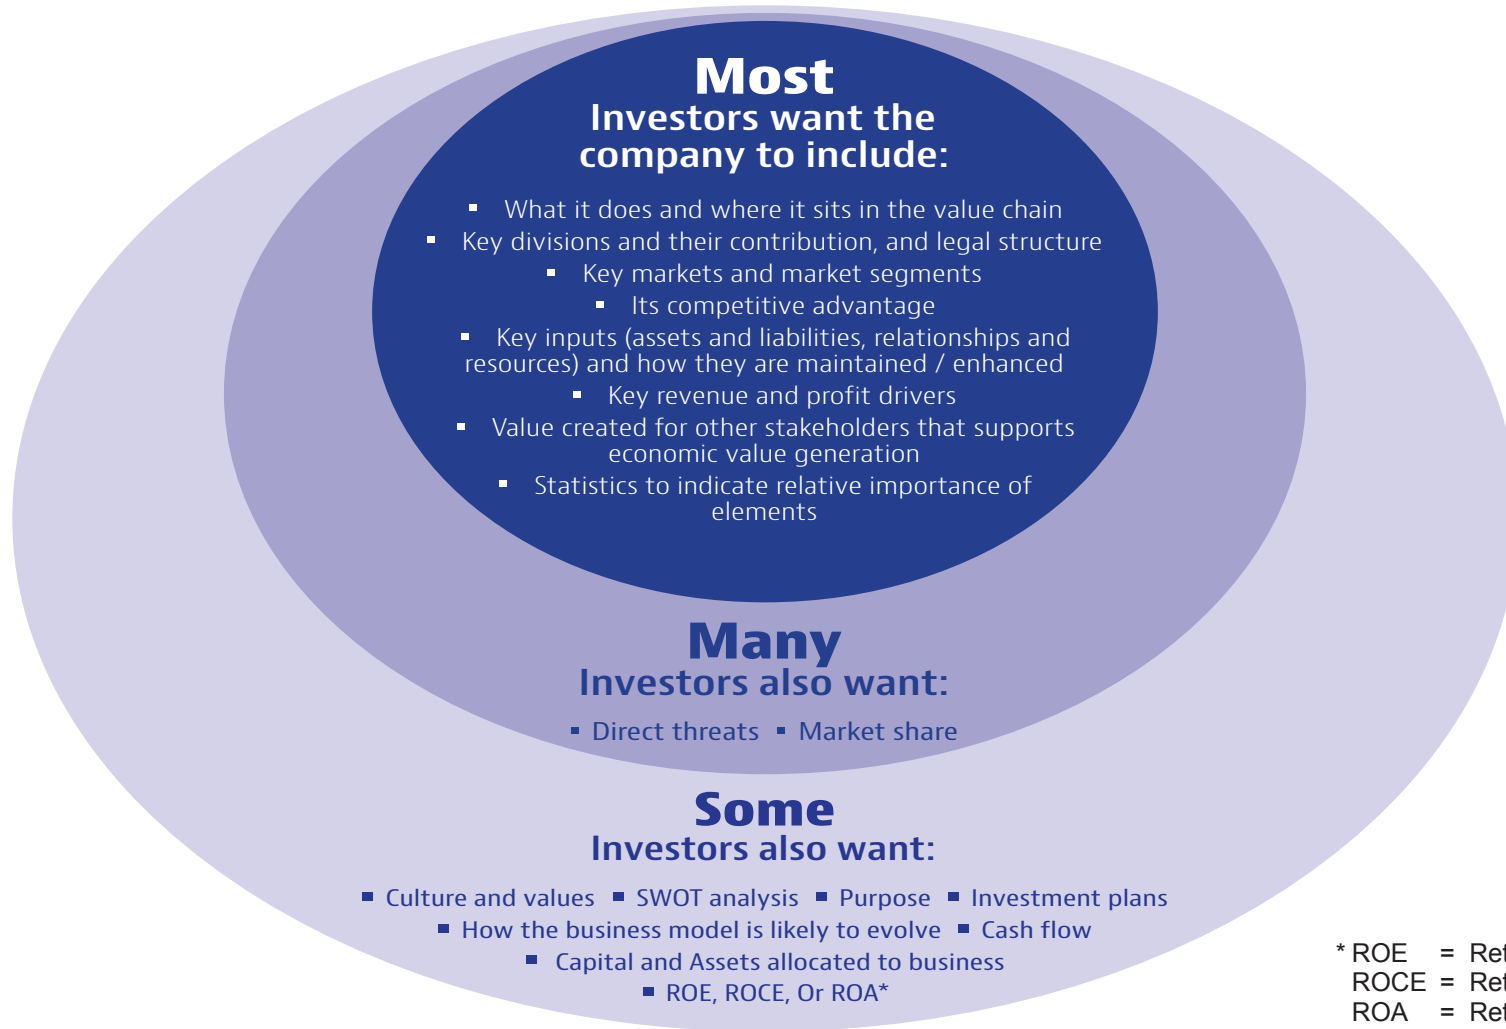 Most
Investors want the
company to include:
▪ What it does and where it sits in the value chain
▪ Key divisions and their contribution, and legal structure
▪ Key markets and market segments
▪ Its competitive advantage
▪ Key inputs (assets and liabilities, relationships and
resources) and how they are maintained / enhanced
▪ Key revenue and profit drivers
▪ Value created for other stakeholders that supports
economic value generation
▪ Statistics to indicate relative importance of
elements
Many
Investors also want:
▪ Direct threats ▪ Market share
Some
Investors also want:
▪ Culture and values ▪ SWOT analysis ▪ Purpose ▪ Investment plans
▪ How the business model is likely to evolve ▪ Cash flow
▪ Capital and Assets allocated to business
▪ ROE, ROCE, Or ROA*
* ROE =
ROCE =
ROA =